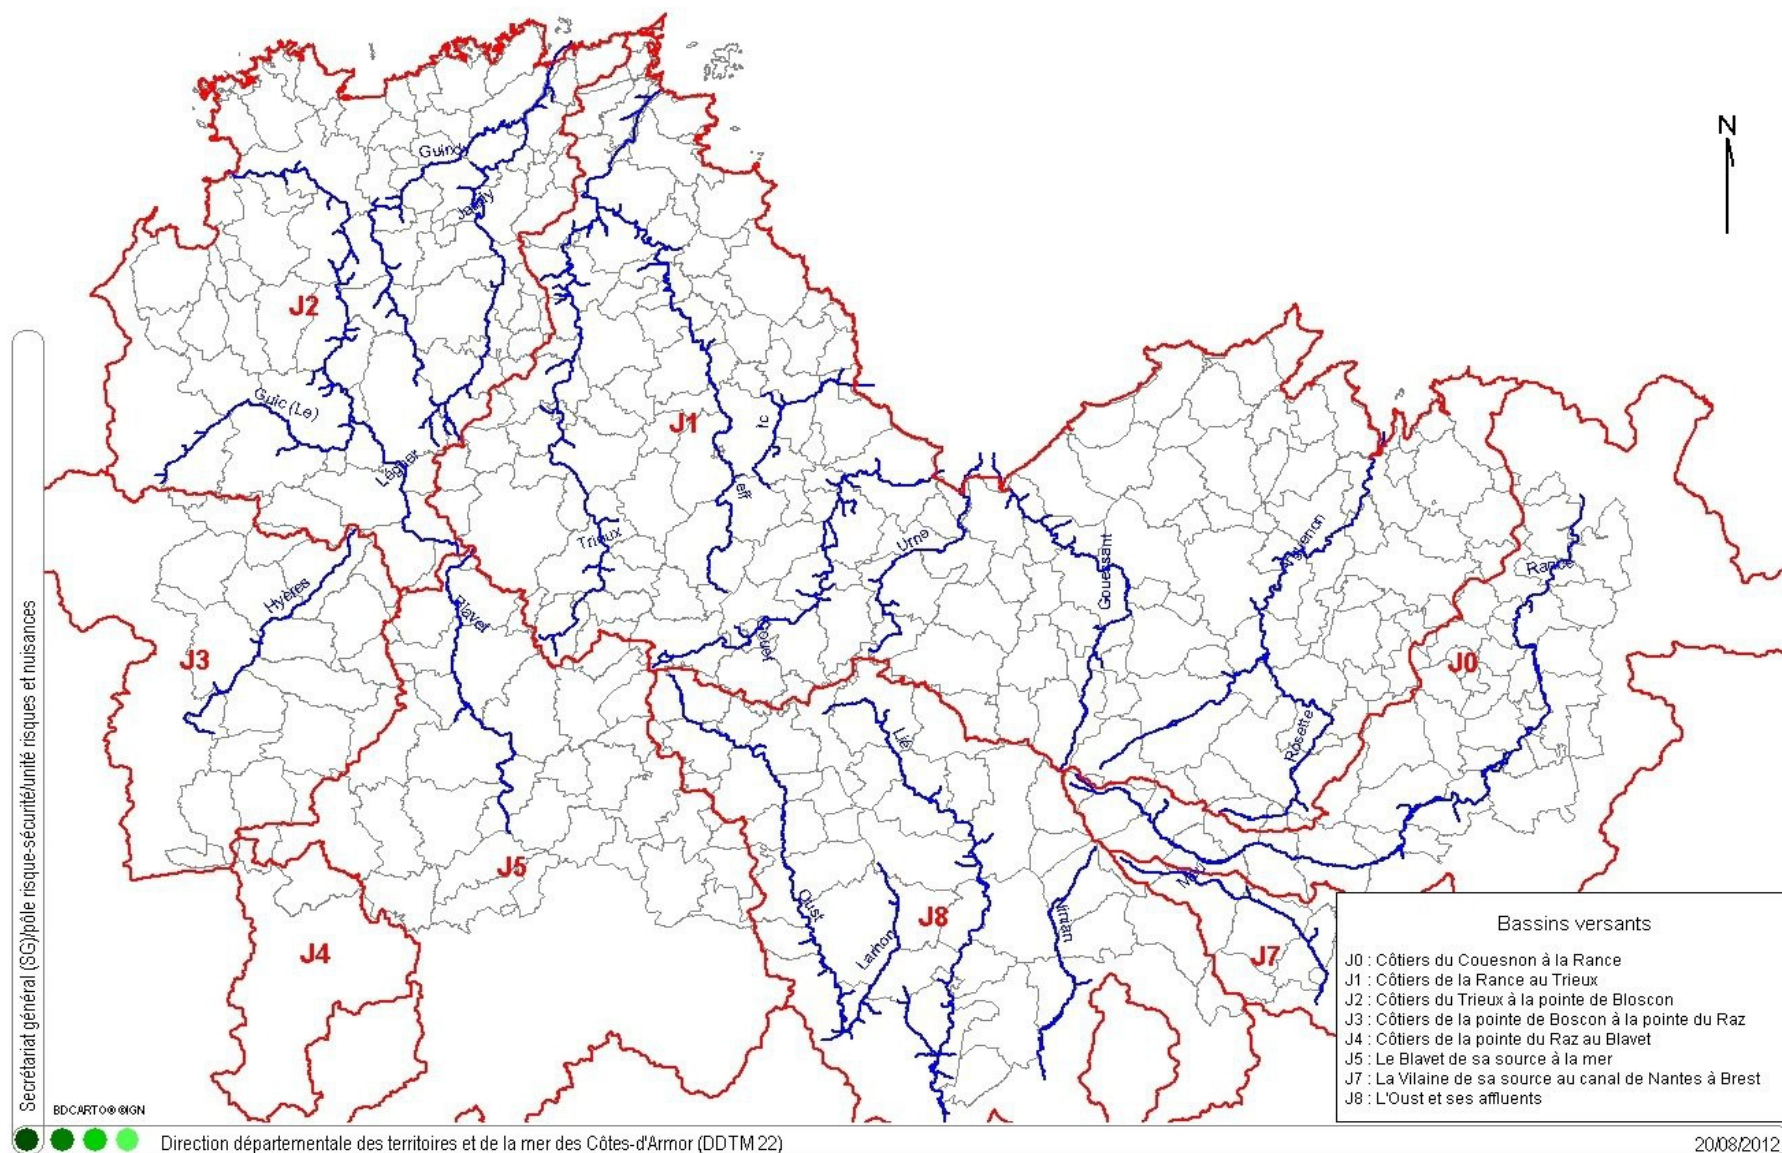 N
Guindy
Jaudy
J2
Guic (Le)
J1
Ic
Léguer
Leff
Trieux
Urne
Gouessant
Arguenon
Rance
Hyères
Blavet
Gouet
J3
J0
Rosette
Lié
J5
Meu
Oust
J8
Ninian
Larhon
J4
J7
Bassins versants
J0 : Côtiers du Couesnon à la Rance
J1 : Côtiers de la Rance au Trieux
J2 : Côtiers du Trieux à la pointe de Bloscon
J3 : Côtiers de la pointe de Boscon à la pointe du Raz
J4 : Côtiers de la pointe du Raz au Blavet
J5 : Le Blavet de sa source à la mer
J7 : La Vilaine de sa source au canal de Nantes à Brest
J8 : L'Oust et ses affluents
Secrétariat général (SG)/pôle risque-sécurité/unité risques et nuisances
BDCARTO®©IGN
Direction départementale des territoires et de la mer des Côtes-d'Armor (DDTM 22)
20/08/2012